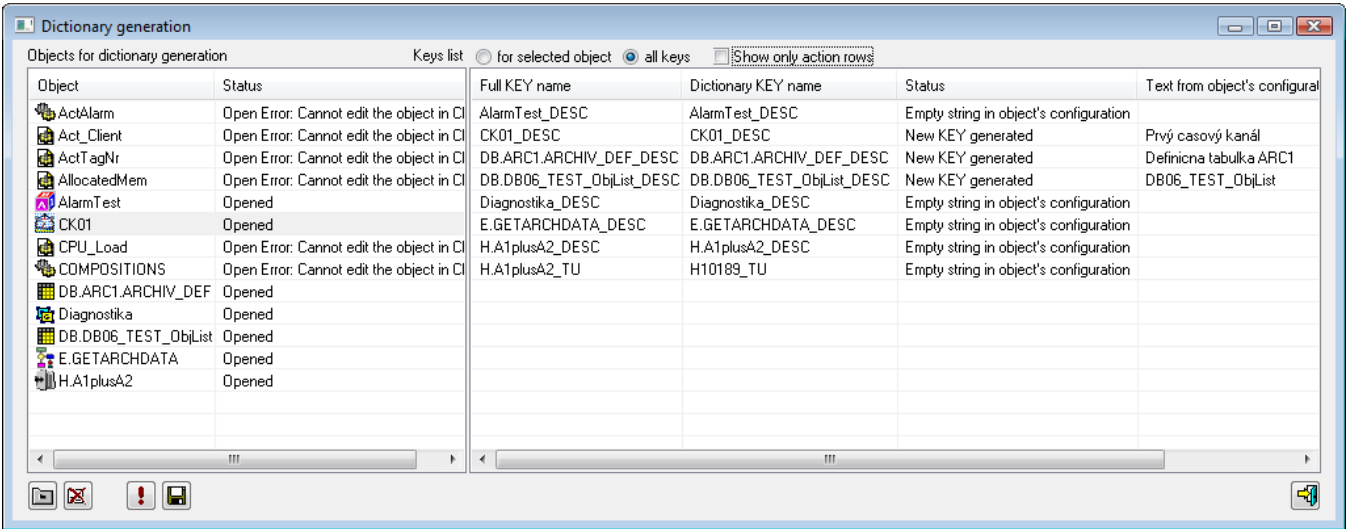 Dictionary generation
Objects for dictionary generation Keys list for selected object all keys Show only action rows
Object Status Full KEY name Dictionary KEY name Status Text from object's configurat
ActAlarm Open Error: Cannot edit the object in Cl AlarmTest_DESC AlarmTest_DESC Empty string in object's configuration
Act_Client Open Error: Cannot edit the object in Cl CK01_DESC CK01_DESC New KEY generated Prvý casový kanál
ActTagNr Open Error: Cannot edit the object in Cl DB.ARC1.ARCHIV_DEF_DESC DB.ARC1.ARCHIV_DEF_DESC New KEY generated Definicna tabulka ARC1
AllocatedMem Open Error: Cannot edit the object in Cl DB.DB06_TEST_ObjList_DESC DB.DB06_TEST_ObjList_DESC New KEY generated DB06_TEST_ObjList
AlarmTest Opened Diagnostika_DESC Diagnostika_DESC Empty string in object's configuration
CK01 Opened E.GETARCHDATA_DESC E.GETARCHDATA_DESC Empty string in object's configuration
CPU_Load Open Error: Cannot edit the object in Cl H.A1plusA2_DESC H.A1plusA2_DESC Empty string in object's configuration
COMPOSITIONS Open Error: Cannot edit the object in Cl H.A1plusA2_TU H10189_TU Empty string in object's configuration
DB.ARC1.ARCHIV_DEF Opened
Diagnostika Opened
DB.DB06_TEST_ObjList Opened
E.GETARCHDATA Opened
H.A1plusA2 Opened